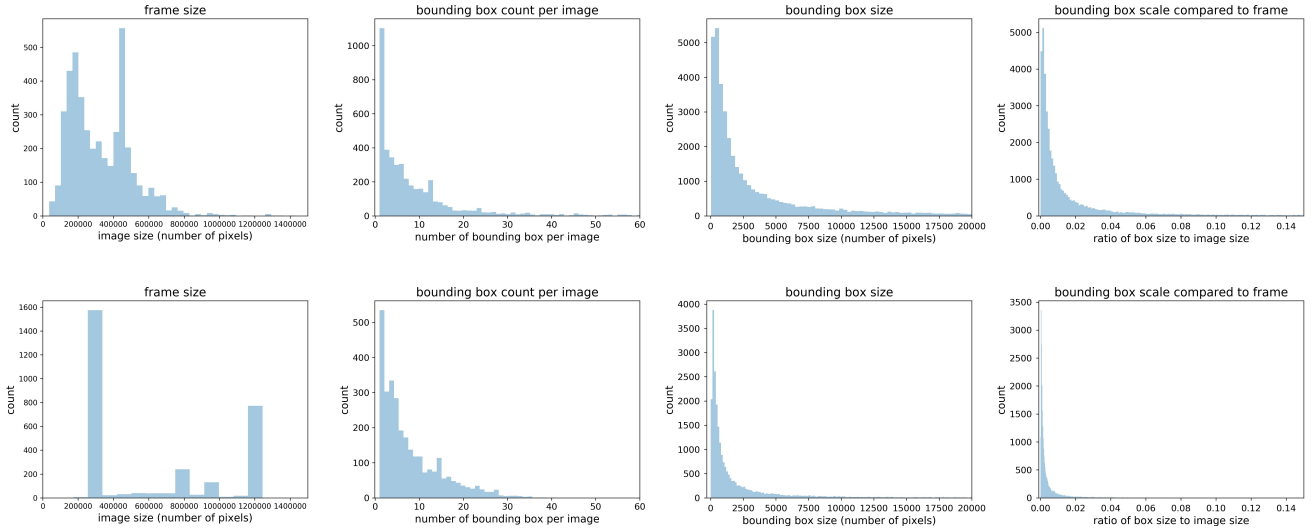 frame size
count
500
400
300
200
100
0
0 200000 400000 600000 800000 1000000 1200000 1400000
image size (number of pixels)
bounding box count per image
count
1000
800
600
400
200
0
0 10 20 30 40 50 60
number of bounding box per image
bounding box size
count
5000
4000
3000
2000
1000
0
0 2500 5000 7500 10000 12500 15000 17500 20000
bounding box size (number of pixels)
bounding box scale compared to frame
count
5000
4000
3000
2000
1000
0
0.00 0.02 0.04 0.06 0.08 0.10 0.12 0.14
ratio of box size to image size
frame size
count
1600
1400
1200
1000
800
600
400
200
0
0 200000 400000 600000 800000 1000000 1200000 1400000
image size (number of pixels)
bounding box count per image
count
500
400
300
200
100
0
0 10 20 30 40 50 60
number of bounding box per image
bounding box size
count
4000
3500
3000
2500
2000
1500
1000
500
0
0 2500 5000 7500 10000 12500 15000 17500 20000
bounding box size (number of pixels)
bounding box scale compared to frame
count
3500
3000
2500
2000
1500
1000
500
0
0.00 0.02 0.04 0.06 0.08 0.10 0.12 0.14
ratio of box size to image size